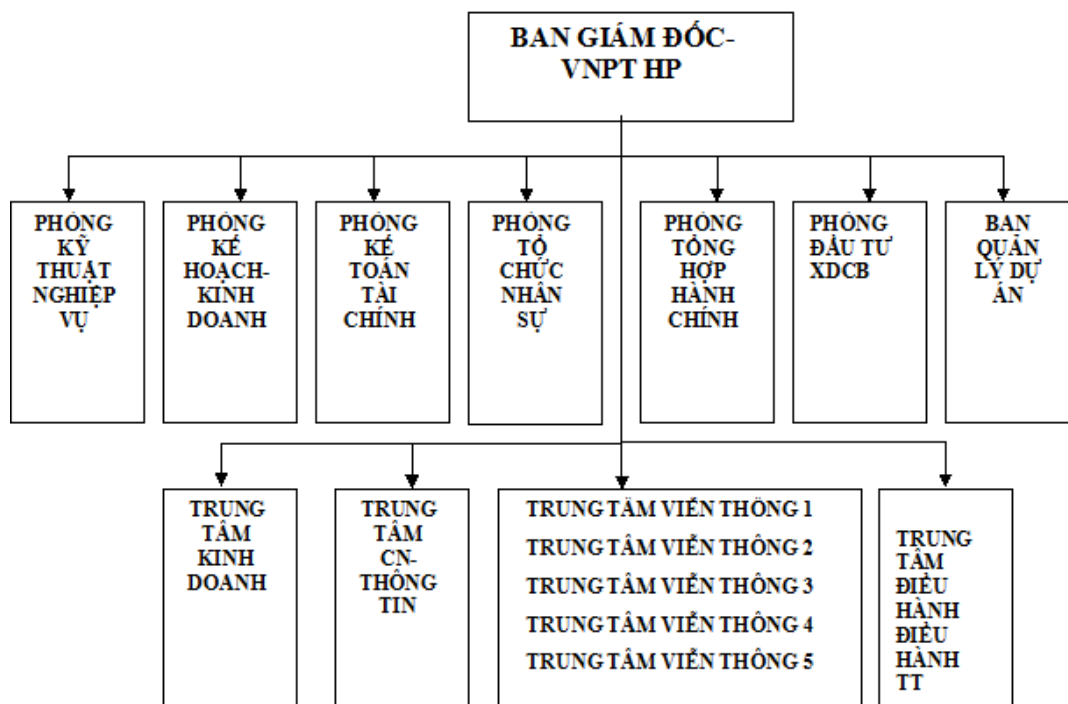 BAN GIÁM ĐỐC-
VNPT HP
PHÒNG
KỸ
THUẬT
NGHIỆP
VỤ
PHÒNG
KẾ
HOẠCH-
KINH
DOANH
PHÒNG
KẾ
TOÁN
TÀI
CHÍNH
PHÒNG
TỔ
CHỨC
NHÂN
SỰ
PHÒNG
TỔNG
HỢP
HÀNH
CHÍNH
PHÒNG
ĐẦU TƯ
XDCB
BAN
QUẢN
LÝ DỰ
ÁN
TRUNG
TÂM
KINH
DOANH
TRUNG
TÂM
CN-
THÔNG
TIN
TRUNG TÂM VIỄN THÔNG 1
TRUNG TÂM VIỄN THÔNG 2
TRUNG TÂM VIỄN THÔNG 3
TRUNG TÂM VIỄN THÔNG 4
TRUNG TÂM VIỄN THÔNG 5
TRUNG
TÂM
ĐIỀU
HÀNH
ĐIỀU
HÀNH
TT